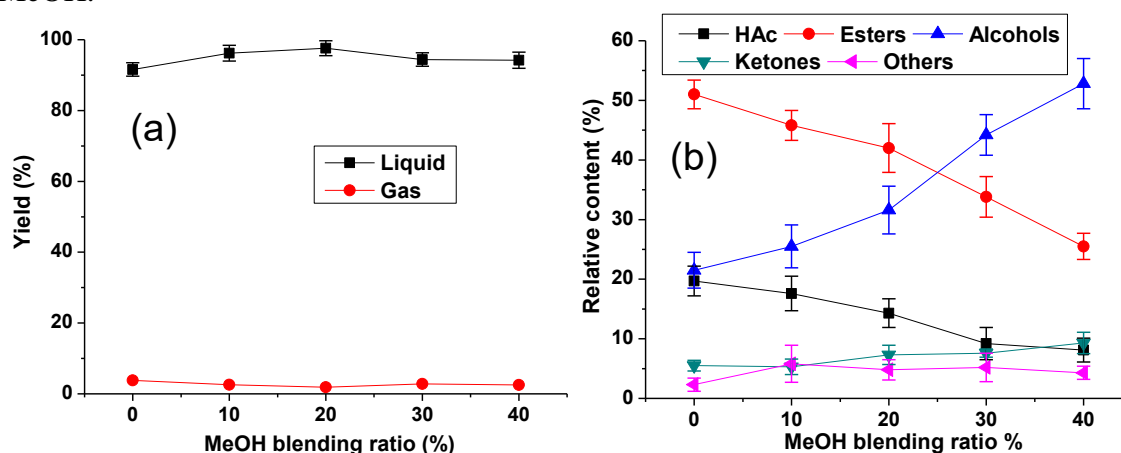 MeOH.
100
80
60
40
20
0
Yield (%)
(a)
Liquid
Gas
0 10 20 30 40
MeOH blending ratio (%)
HAc Esters Alcohols
Ketones Others
60
50
40
30
20
10
0
Relative content (%)
(b)
0 10 20 30 40
MeOH blending ratio %